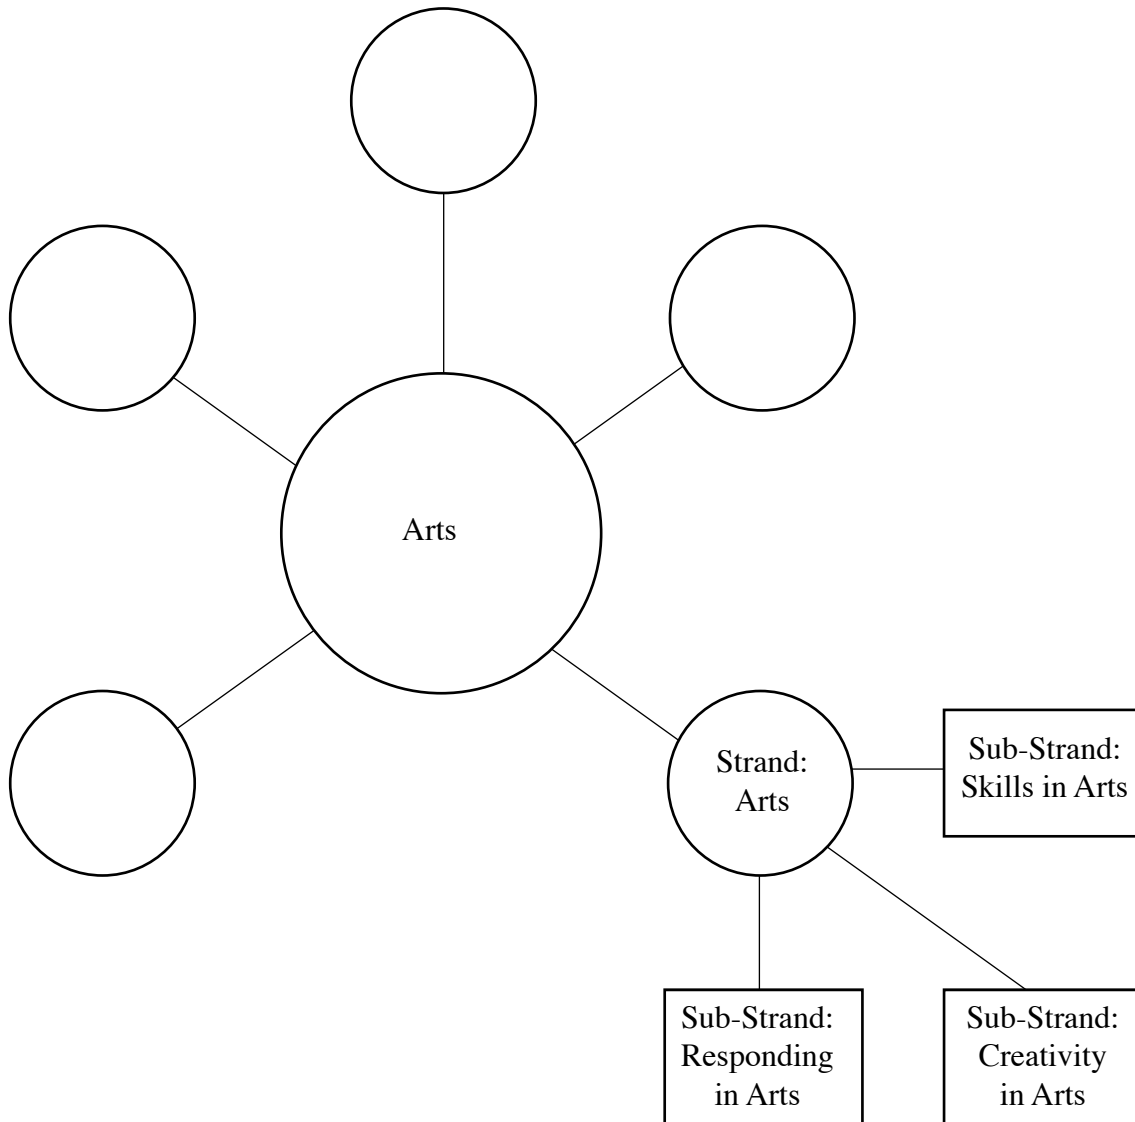 Arts
Strand:
Arts
Sub-Strand:
Skills in Arts
Sub-Strand:
Responding
in Arts
Sub-Strand:
Creativity
in Arts